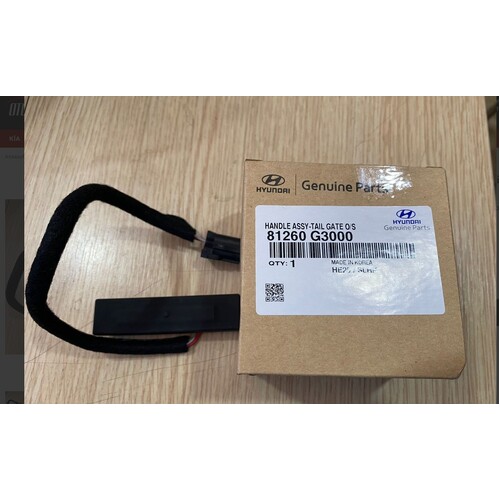 HYUNDAI
Genuine Parts
HANDLE ASSY-TAIL GATE O/S
81260 G3000
HYUNDAI
Genuine Parts
QTY: 1
MADE IN KOREA